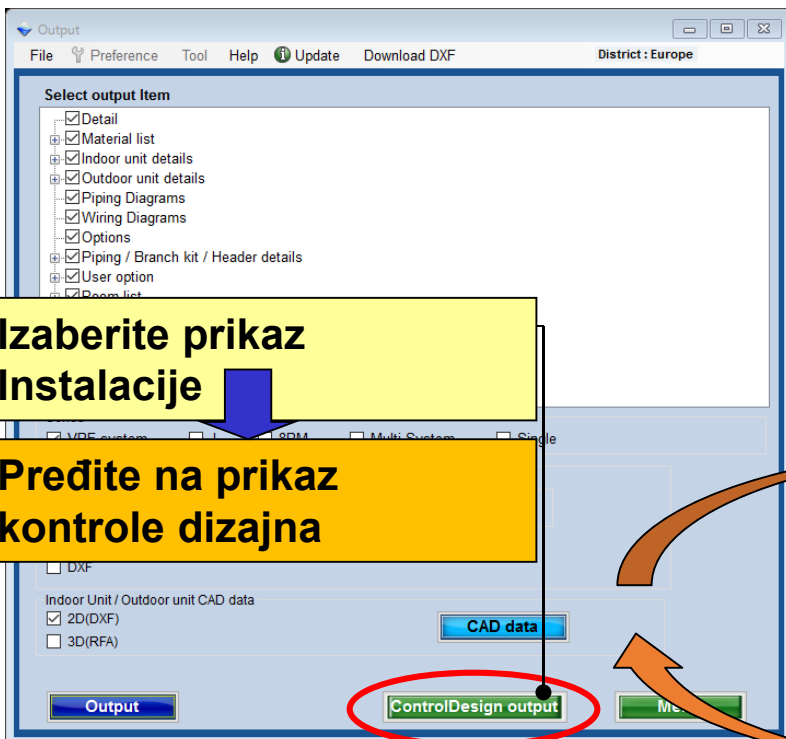 Output
File Preference Tool Help Update Download DXF District : Europe
Select output Item
Detail
Material list
Indoor unit details
Outdoor unit details
Piping Diagrams
Wiring Diagrams
Options
Piping / Branch kit / Header details
User option
Room list
Izaberite prikaz
Instalacije
VRF system Multi System Single
Pređite na prikaz
kontrole dizajna
DXF
Indoor Unit / Outdoor unit CAD data
2D(DXF)
CAD data
3D(RFA)
Output ControlDesign output